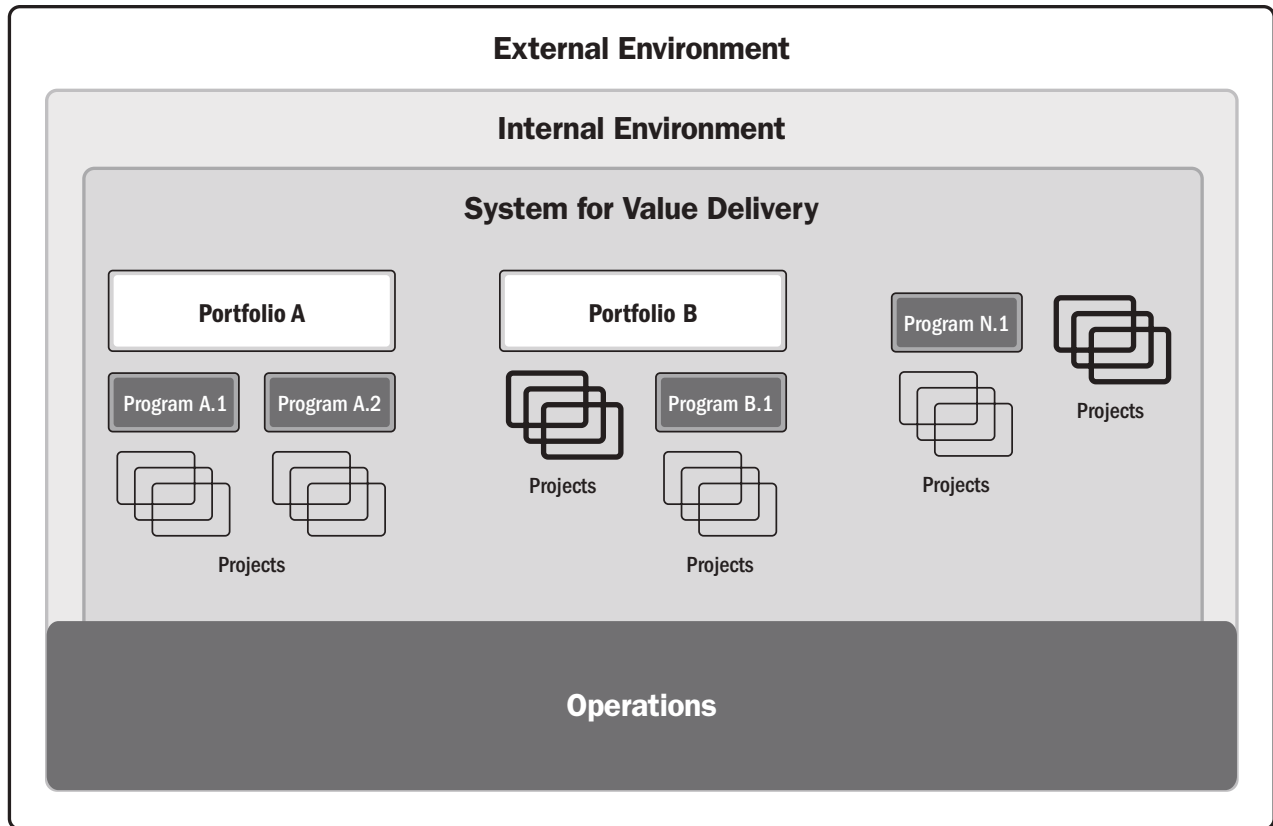 External Environment
Internal Environment
System for Value Delivery
Portfolio A
Portfolio B
Program N.1
Projects
Program A.1
Program A.2
Program B.1
Projects
Projects
Projects
Projects
Operations